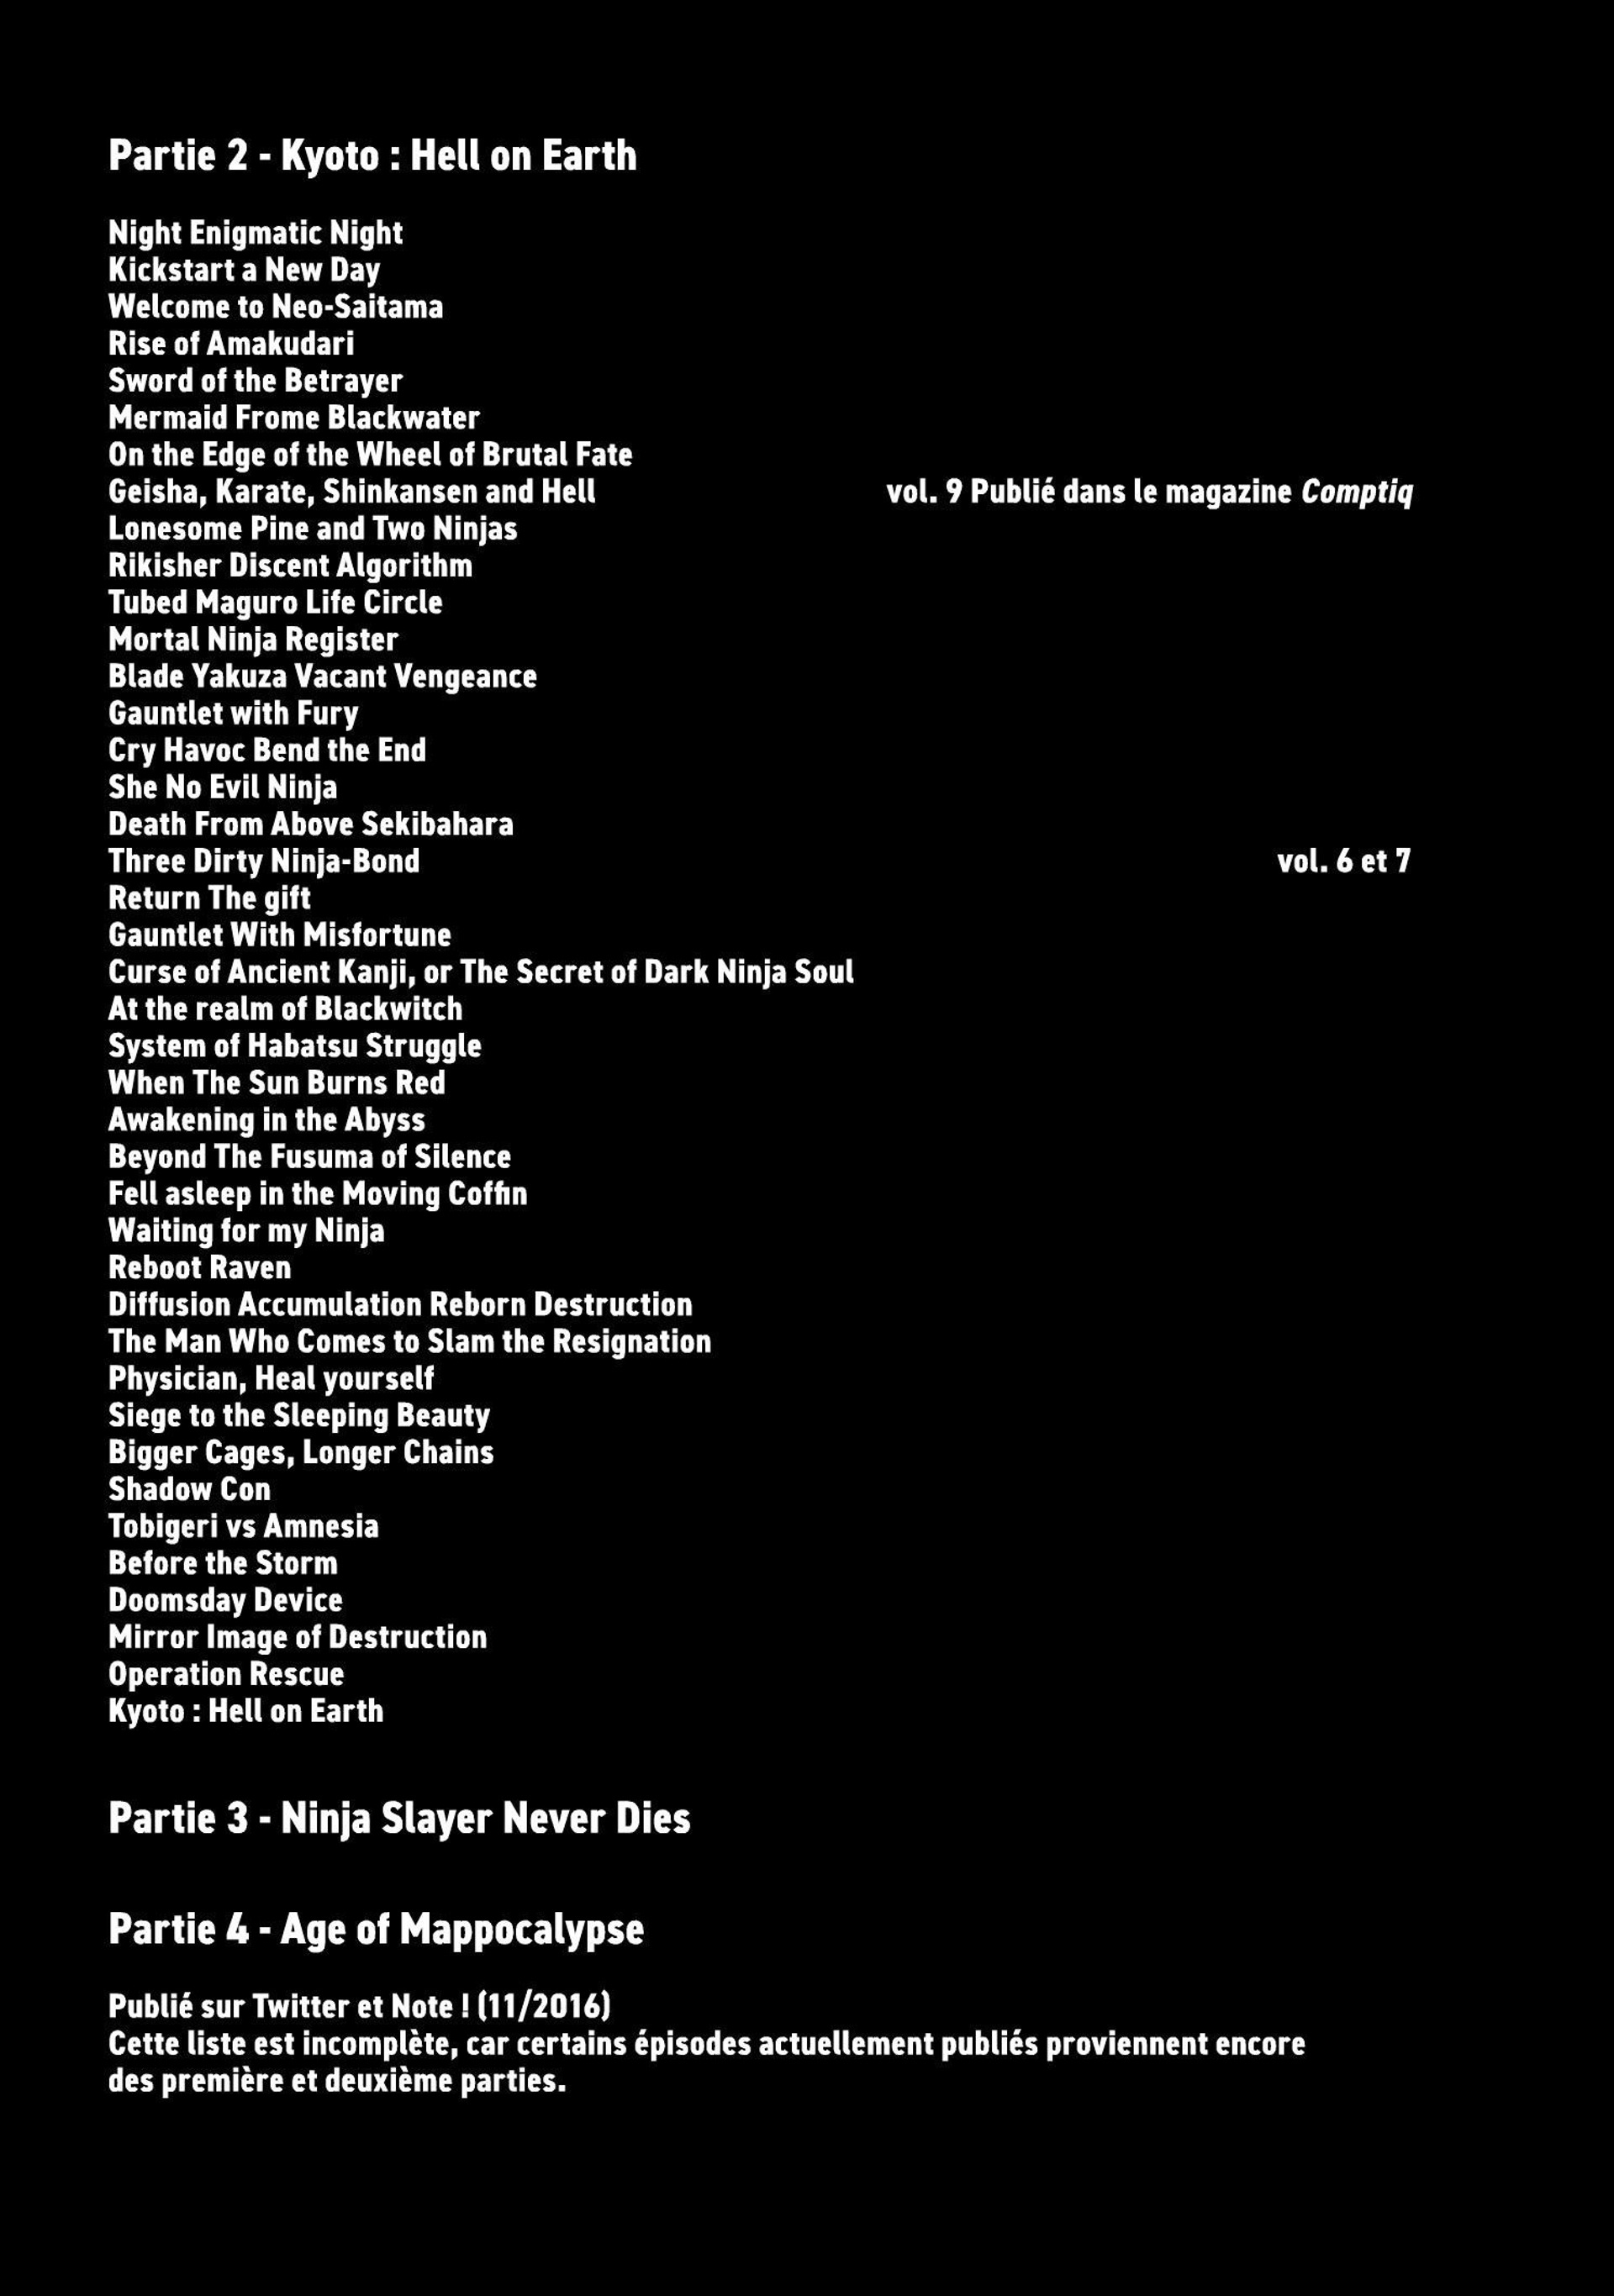 Partie 2 - Kyoto : Hell on Earth
Night Enigmatic Night
Kickstart a New Day
Welcome to Neo-Saitama
Rise of Amakudari
Sword of the Betrayer
Mermaid Frome Blackwater
On the Edge of the Wheel of Brutal Fate
Geisha, Karate, Shinkansen and Hell vol. 9 Publié dans le magazine Comptiq
Lonesome Pine and Two Ninjas
Rikisher Discent Algorithm
Tubed Maguro Life Circle
Mortal Ninja Register
Blade Yakuza Vacant Vengeance
Gauntlet with Fury
Cry Havoc Bend the End
She No Evil Ninja
Death From Above Sekibahara
Three Dirty Ninja-Bond vol. 6 et 7
Return The gift
Gauntlet With Misfortune
Curse of Ancient Kanji, or The Secret of Dark Ninja Soul
At the realm of Blackwitch
System of Habatsu Struggle
When The Sun Burns Red
Awakening in the Abyss
Beyond The Fusuma of Silence
Fell asleep in the Moving Coffin
Waiting for my Ninja
Reboot Raven
Diffusion Accumulation Reborn Destruction
The Man Who Comes to Slam the Resignation
Physician, Heal yourself
Siege to the Sleeping Beauty
Bigger Cages, Longer Chains
Shadow Con
Tobigeri vs Amnesia
Before the Storm
Doomsday Device
Mirror Image of Destruction
Operation Rescue
Kyoto : Hell on Earth
Partie 3 - Ninja Slayer Never Dies
Partie 4 - Age of Mappocalypse
Publié sur Twitter et Note ! (11/2016)
Cette liste est incomplète, car certains épisodes actuellement publiés proviennent encore
des première et deuxième parties.